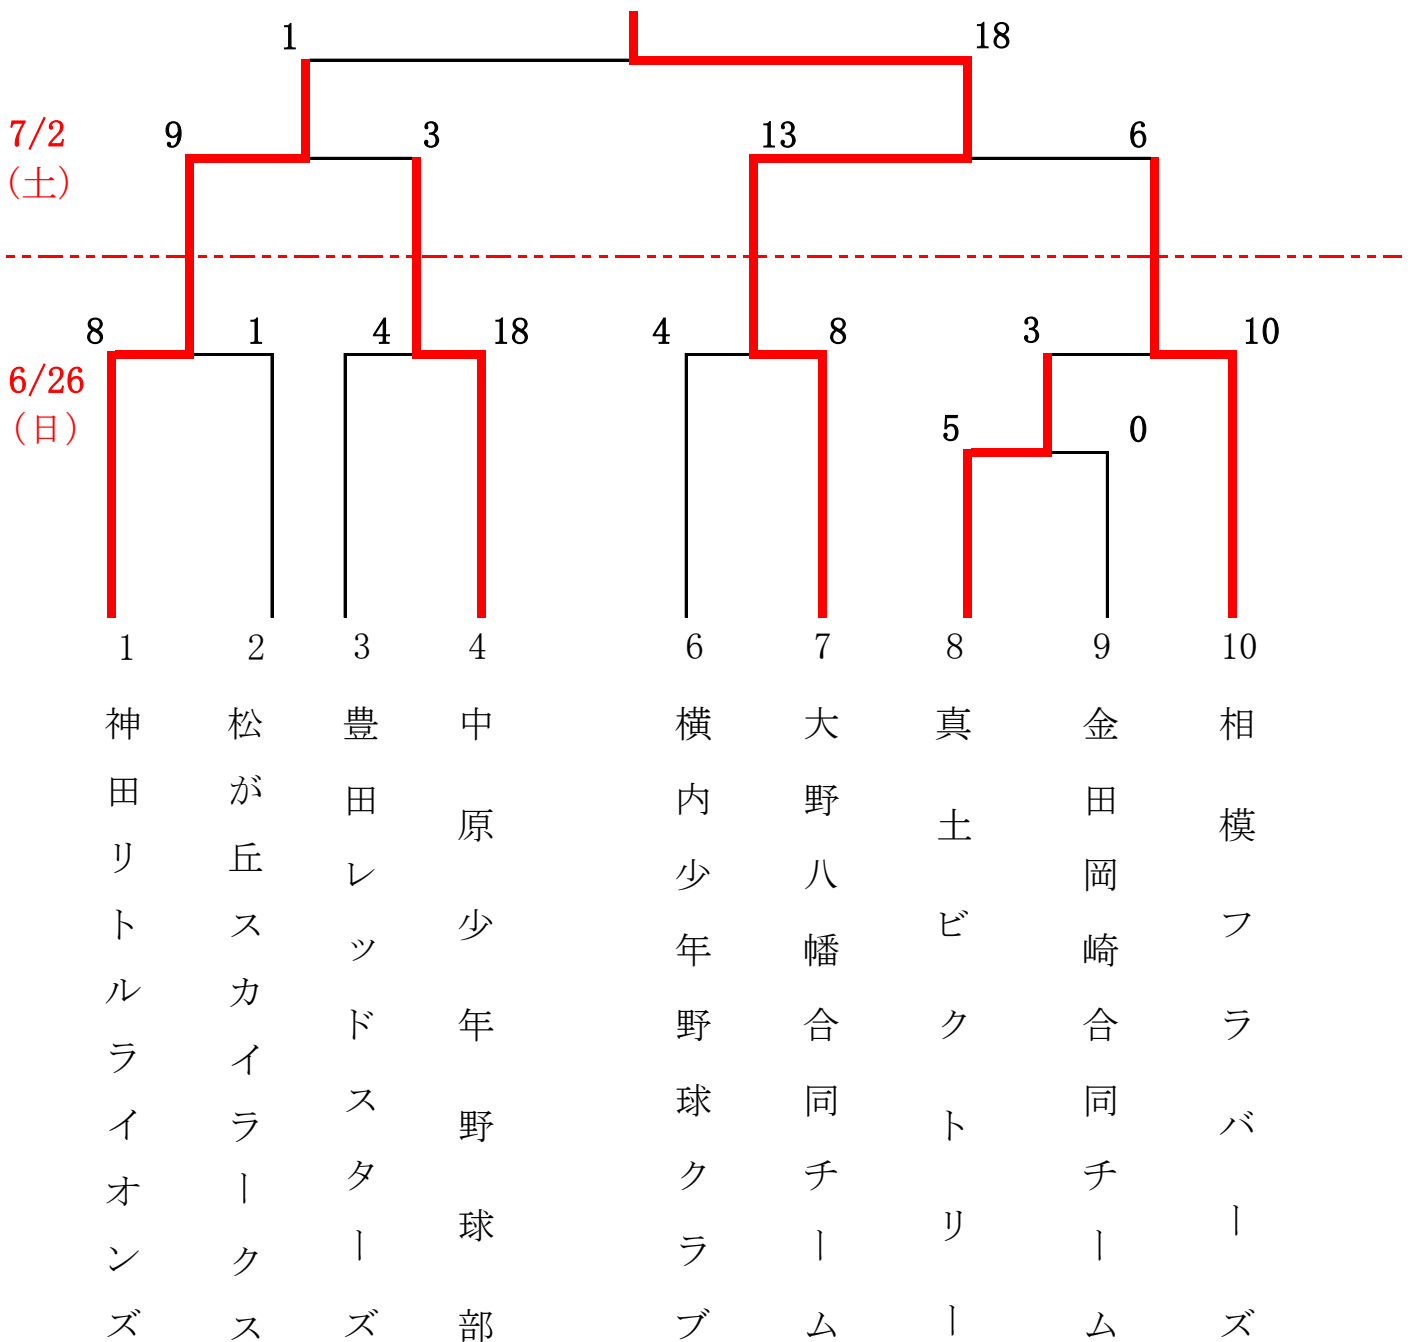 1 18
7/2 9 3 13 6
(土)
8 1 4 18 4 8 3 10
6/26
(日)
5 0
1 2 3 4 6 7 8 9 10
神田リトルライオンズ
松が丘スカイラークス
豊田レッドスターズ
中原少年野球部
横内少年野球クラブ
大野八幡合同チーム
真土ビクトリー
金田岡崎合同チーム
相模フラバーズ